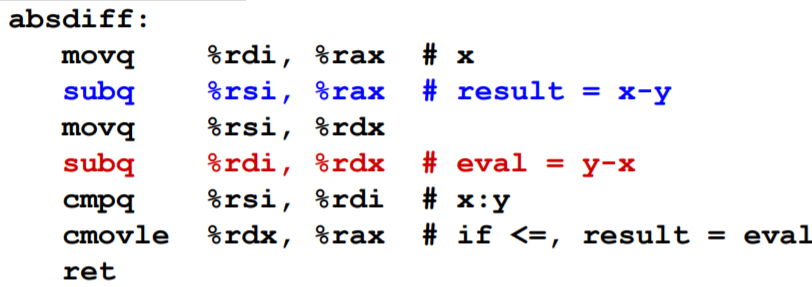 absdiff:
movq %rdi, %rax # x
subq %rsi, %rax # result = x-y
movq %rsi, %rdx
subq %rdi, %rdx # eval = y-x
cmpq %rsi, %rdi # x:y
cmovle %rdx, %rax # if <=, result = eval
ret